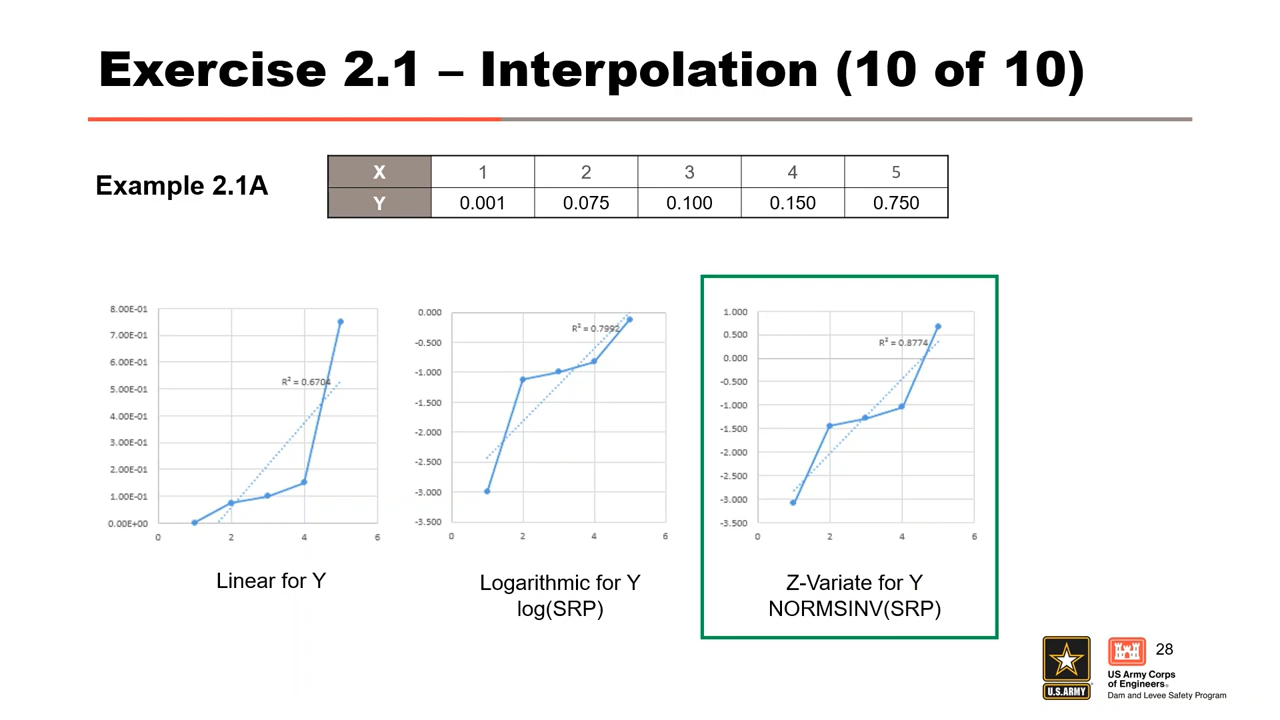 Exercise 2.1 – Interpolation (10 of 10)
Example 2.1A
X 1 2 3 4 5
Y 0.001 0.075 0.100 0.150 0.750
8.00E-01
7.00E-01
6.00E-01
5.00E-01
4.00E-01
3.00E-01
2.00E-01
1.00E-01
0.00E+00
0 2 4 6
R² = 0.6704
Linear for Y
0.000
-0.500
-1.000
-1.500
-2.000
-2.500
-3.000
-3.500
0 2 4 6
R² = 0.7992
Logarithmic for Y
log(SRP)
1.000
0.500
0.000
-0.500
-1.000
-1.500
-2.000
-2.500
-3.000
-3.500
0 2 4 6
R² = 0.8774
Z-Variate for Y
NORMSINV(SRP)
U.S.ARMY
28
US Army Corps
of Engineers®
Dam and Levee Safety Program